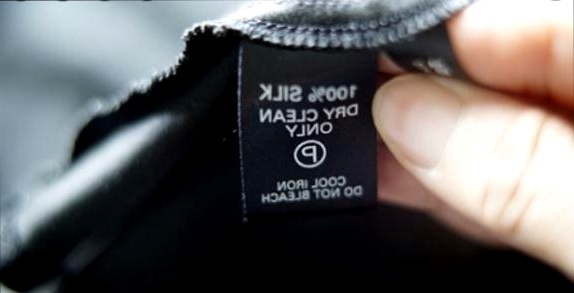 100% SILK
DRY CLEAN
ONLY
P
COOL IRON
DO NOT BLEACH